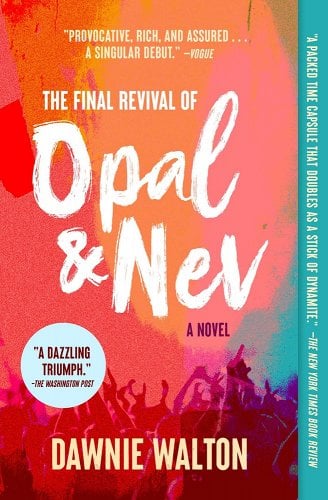 "PROVOCATIVE, RICH, AND ASSURED . . .
A SINGULAR DEBUT." —VOGUE
THE FINAL REVIVAL OF
Opal
& Nev
A NOVEL
"A DAZZLING
TRIUMPH."
—THE WASHINGTON POST
DAWNIE WALTON
"A PACKED TIME CAPSULE THAT DOUBLES AS A STICK OF DYNAMITE." —THE NEW YORK TIMES BOOK REVIEW